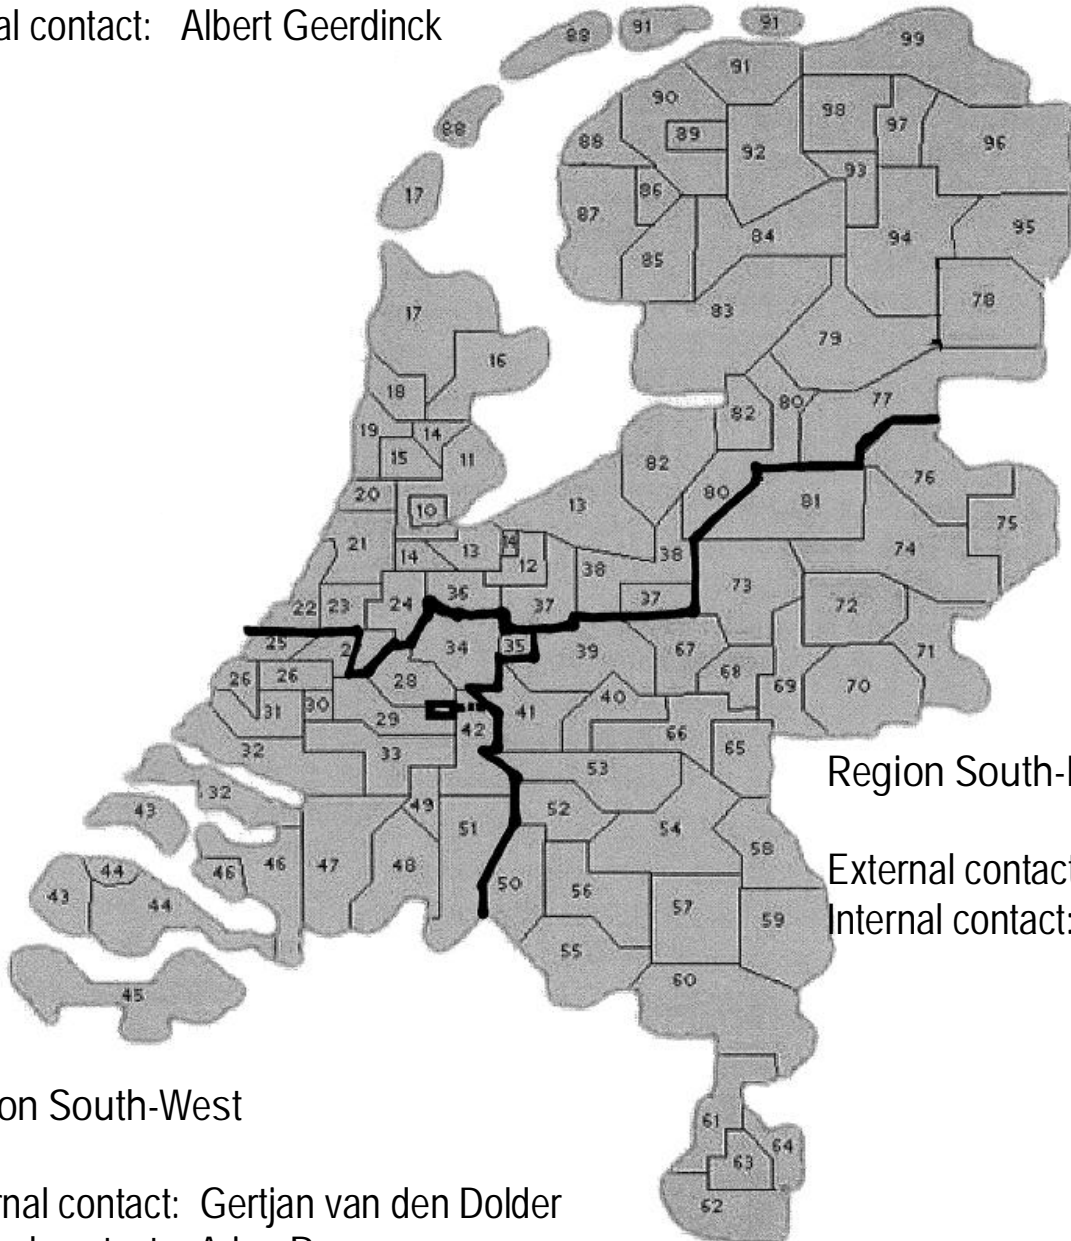 al contact: Albert Geerdinck
88 91 91 99
91
90 98
88 89 97 96
88 92
93
17 86
87 95
84 94
85
78
17 83
79
16
18 77
82 80
19 14
15 11
82 76
20 80
13 81
10 75
21 14 13 14 74
12 38
38 73
22 23 24 36 37 37 72
25 2 34 35 39 67 71
26 26 28 68 69 70
31 30 29 40
41 66
42 65
32 33 53
Region South-
32 49 52
43 51 54
58
46 46 47 48
External contact
44 50 56
43 44 57 59
Internal contact:
55
45 60
on South-West
61 64
63
rnal contact: Gertjan van den Dolder
62